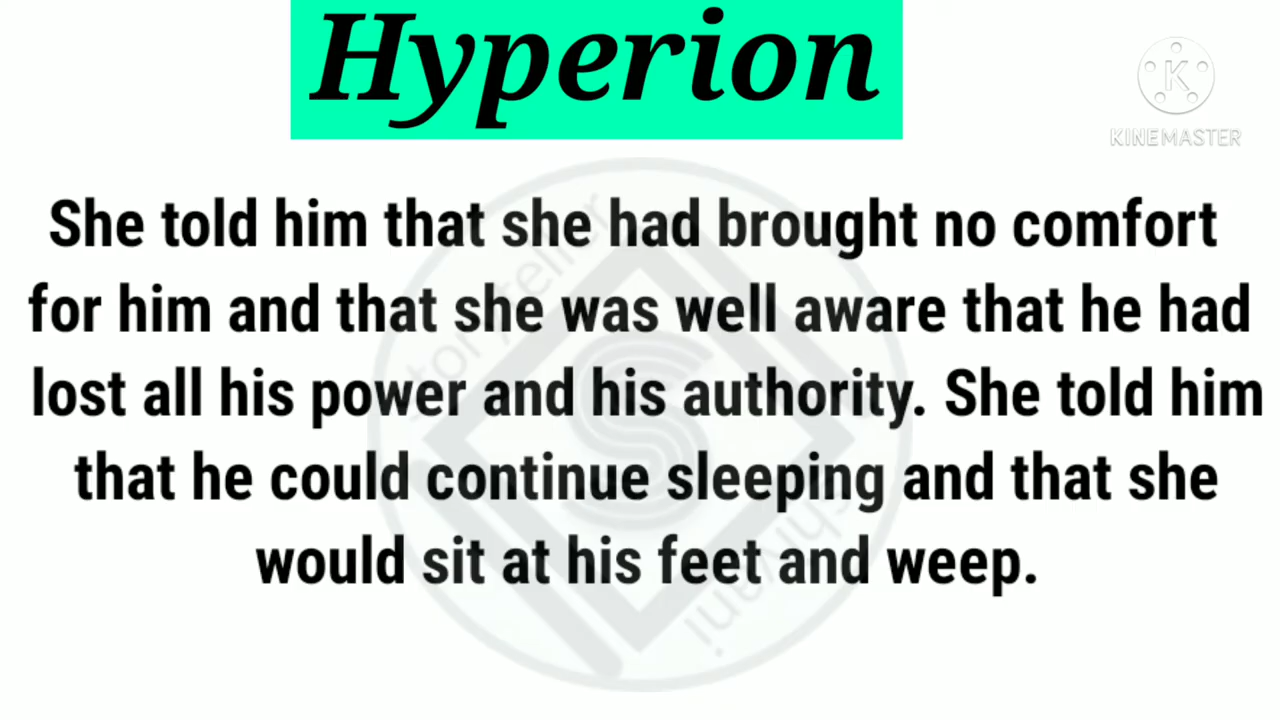 Hyperion
K
KINEMASTER
She told him that she had brought no comfort
for him and that she was well aware that he had
lost all his power and his authority. She told him
that he could continue sleeping and that she
would sit at his feet and weep.